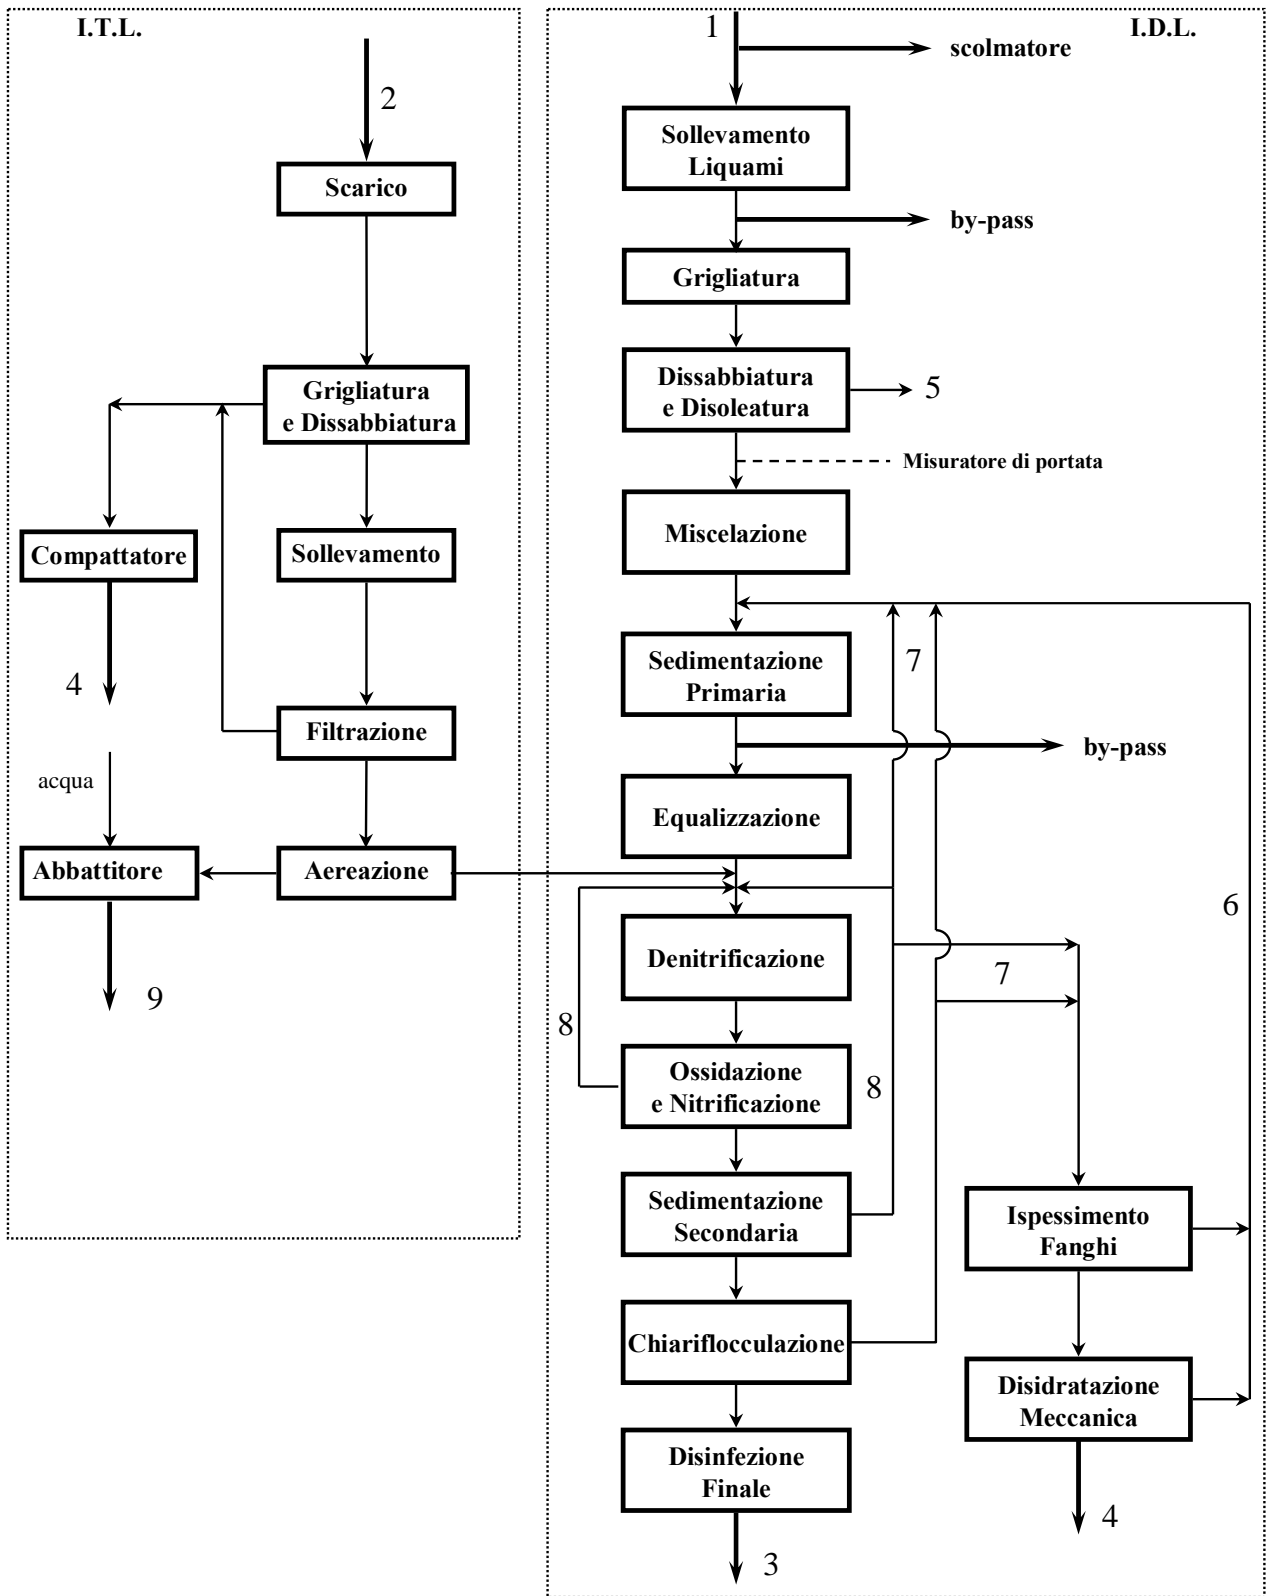 I.T.L.
2
Scarico
Grigliatura
e Dissabbiatura
Compattatore
Sollevamento
4
Filtrazione
acqua
Abbattitore
Aereazione
9
I.D.L.
1
scolmatore
Sollevamento
Liquami
by-pass
Grigliatura
Dissabbiatura
e Disoleatura
5
Misuratore di portata
Miscelazione
Sedimentazione
Primaria
7
by-pass
Equalizzazione
6
Denitrificazione
7
8
Ossidazione
e Nitrificazione
8
Sedimentazione
Secondaria
Ispessimento
Fanghi
Chiariflocculazione
Disidratazione
Meccanica
Disinfezione
Finale
4
3